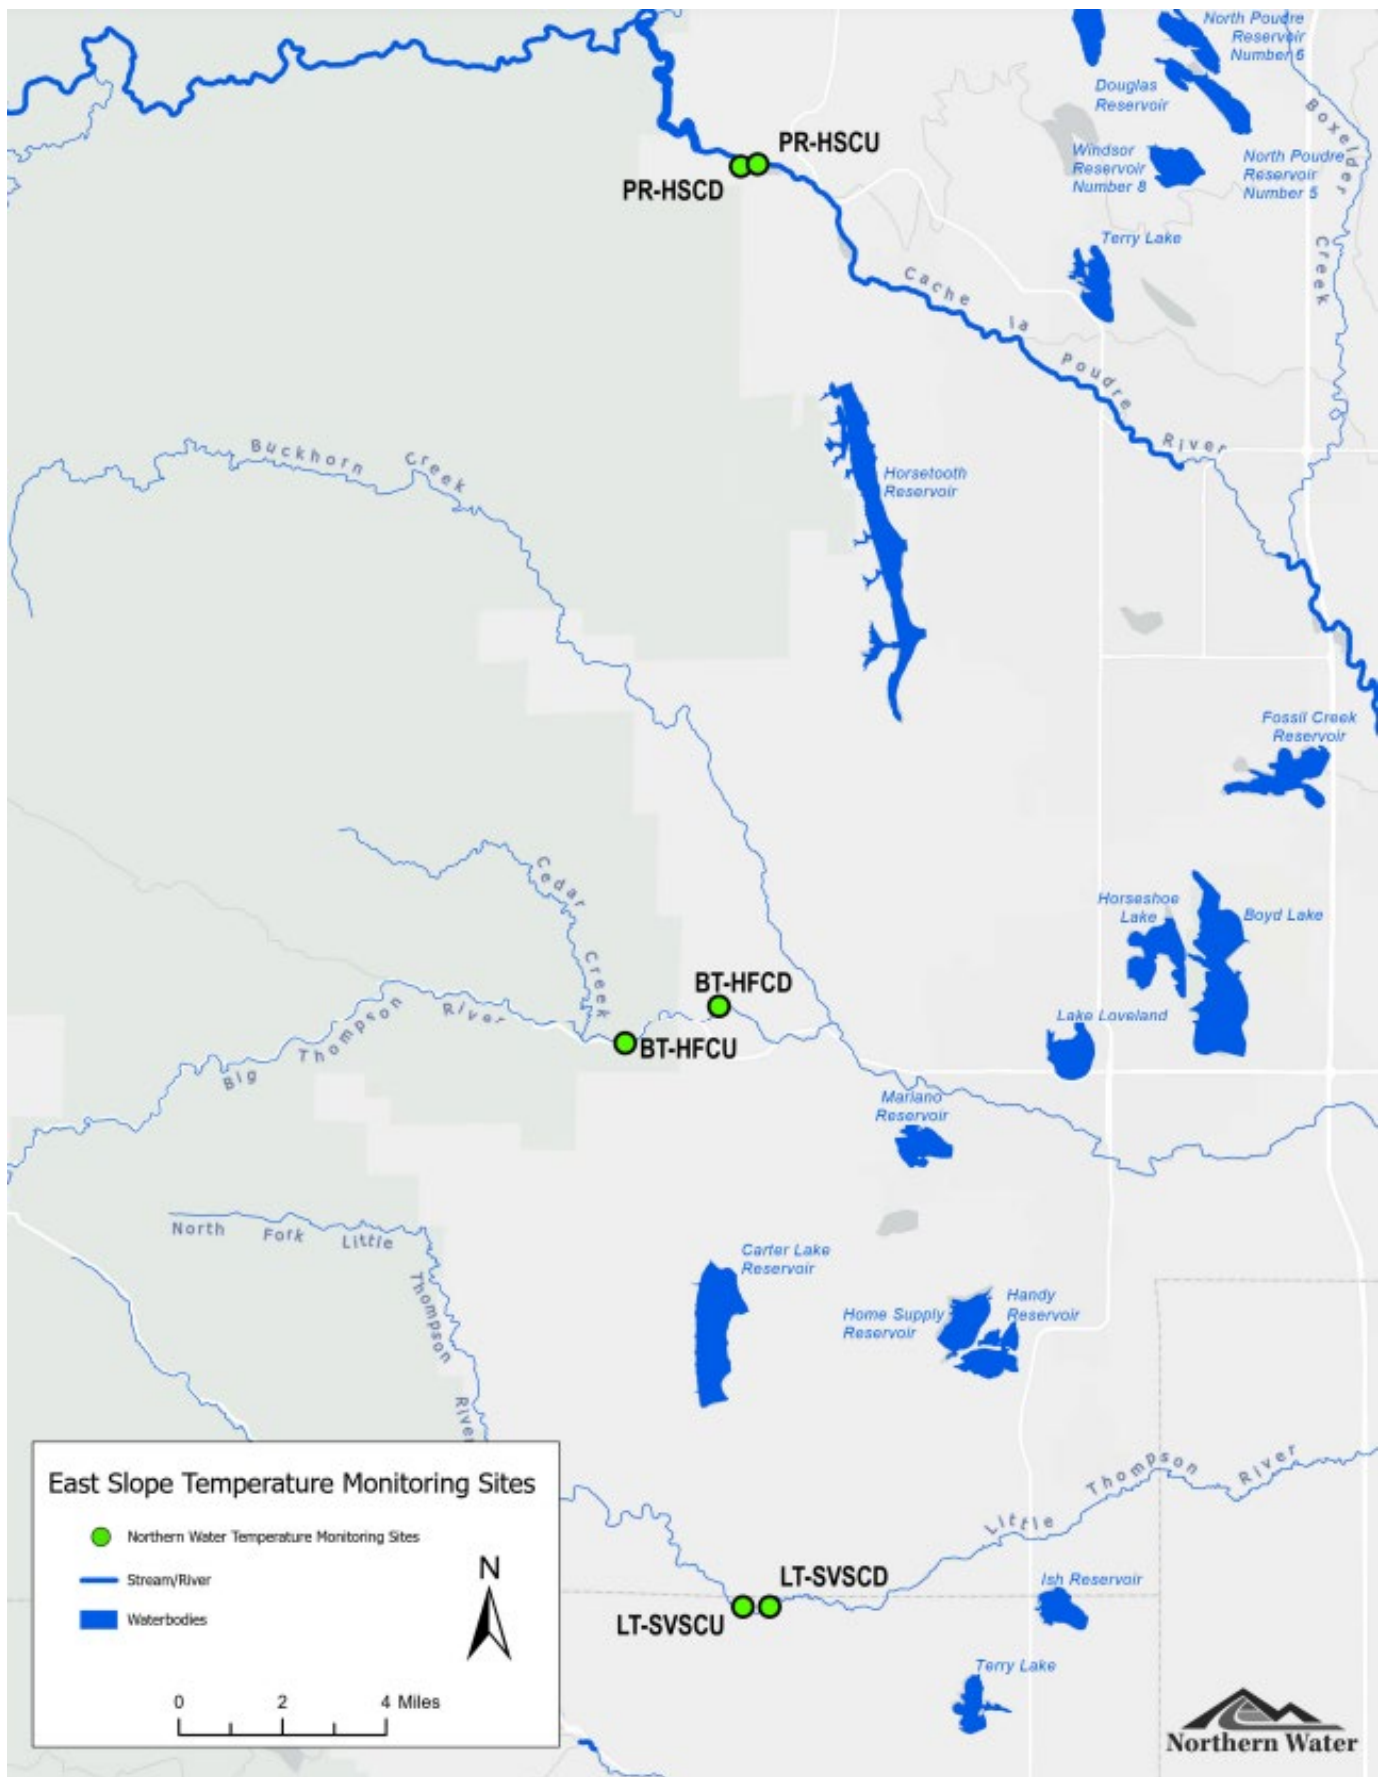 North Poudre
Reservoir
Number 6
Douglas
Reservoir
Boxelder
Creek
PR-HSCU
Windsor
Reservoir
Number 8
North Poudre
Reservoir
Number 5
PR-HSCD
Terry Lake
Cache
la
Poudre
River
Buckhorn
Creek
Horsetooth
Reservoir
Fossil Creek
Reservoir
Cedar
Creek
Horseshoe
Lake
Boyd Lake
BT-HFCD
Big
Thompson
River
Lake Loveland
BT-HFCU
Mariano
Reservoir
North
Fork
Little
Thompson
River
Carter Lake
Reservoir
Handy
Reservoir
Home Supply
Reservoir
Little
Thompson
River
East Slope Temperature Monitoring Sites
Northern Water Temperature Monitoring Sites
Stream/River
Waterbodies
N
0 2 4 Miles
LT-SVSCD
LT-SVSCU
Ish Reservoir
Terry Lake
Northern Water